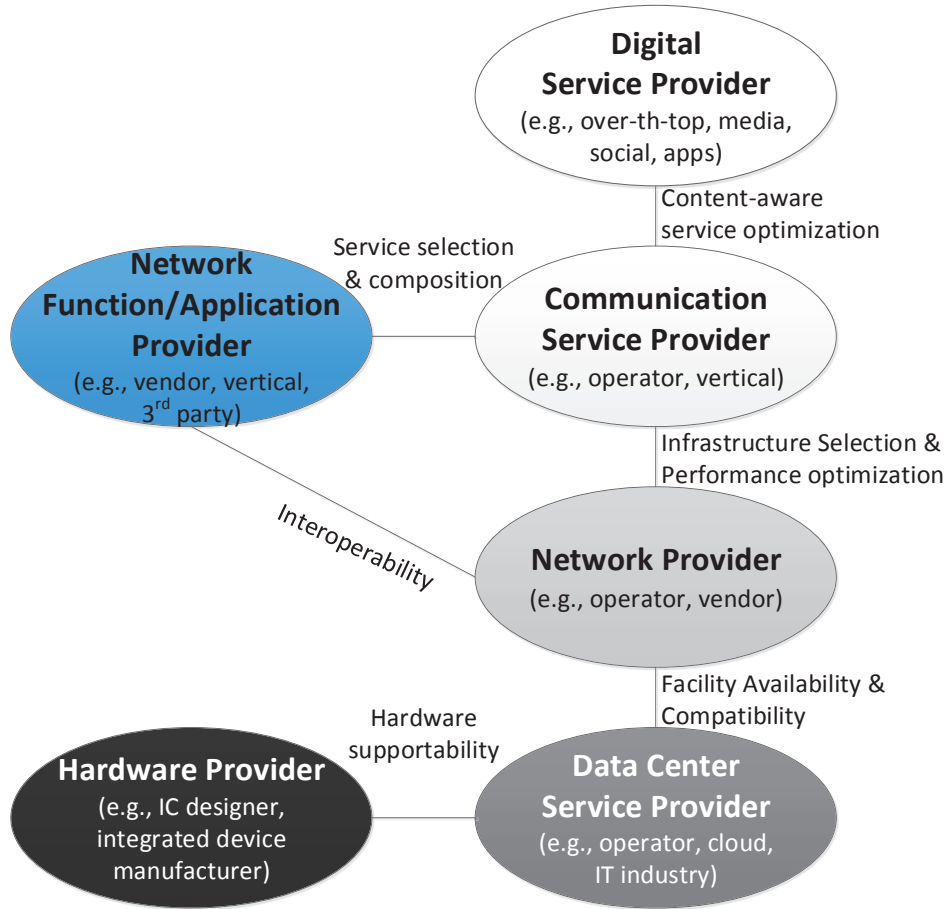 Digital
Service Provider
(e.g., over-th-top, media,
social, apps)
Content-aware
service optimization
Service selection
& composition
Network
Function/Application
Provider
(e.g., vendor, vertical,
3rd party)
Communication
Service Provider
(e.g., operator, vertical)
Infrastructure Selection &
Performance optimization
Interoperability
Network Provider
(e.g., operator, vendor)
Facility Availability &
Compatibility
Hardware
supportability
Hardware Provider
(e.g., IC designer,
integrated device
manufacturer)
Data Center
Service Provider
(e.g., operator, cloud,
IT industry)